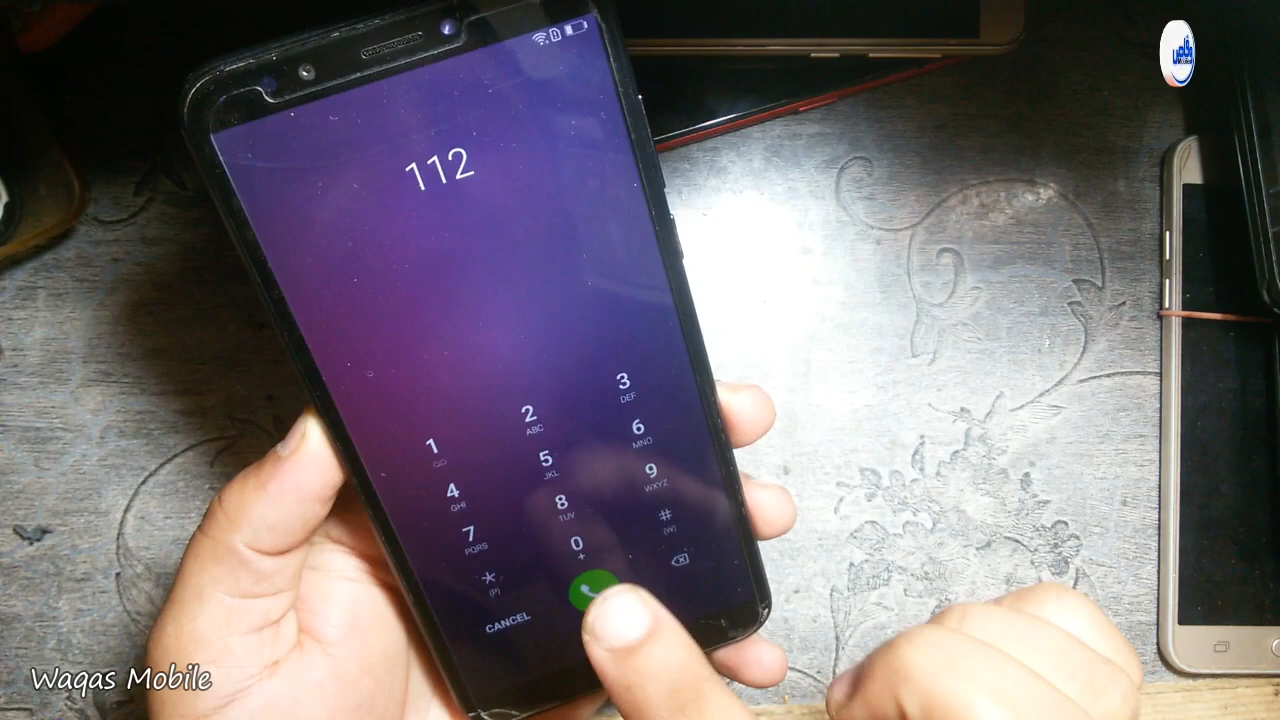 وقاص
112
1
2
ABC
3
DEF
4
GHI
5
JKL
6
MNO
7
PQRS
8
TUV
9
WXYZ
*
(P)
0
+
#
(W)
CANCEL
Waqas Mobile